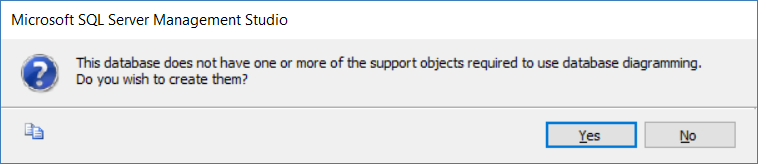 Microsoft SQL Server Management Studio
This database does not have one or more of the support objects required to use database diagramming.
Do you wish to create them?
Yes No